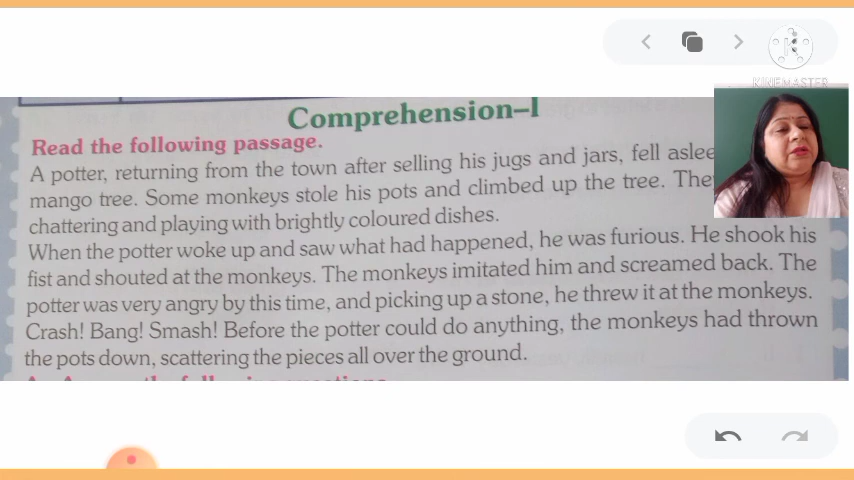 KINEMASTER
Comprehension–I
Read the following passage.
A potter, returning from the town after selling his jugs and jars, fell aslee
mango tree. Some monkeys stole his pots and climbed up the tree. The
chattering and playing with brightly coloured dishes.
When the potter woke up and saw what had happened, he was furious. He shook his
fist and shouted at the monkeys. The monkeys imitated him and screamed back. The
potter was very angry by this time, and picking up a stone, he threw it at the monkeys.
Crash! Bang! Smash! Before the potter could do anything, the monkeys had thrown
the pots down, scattering the pieces all over the ground.